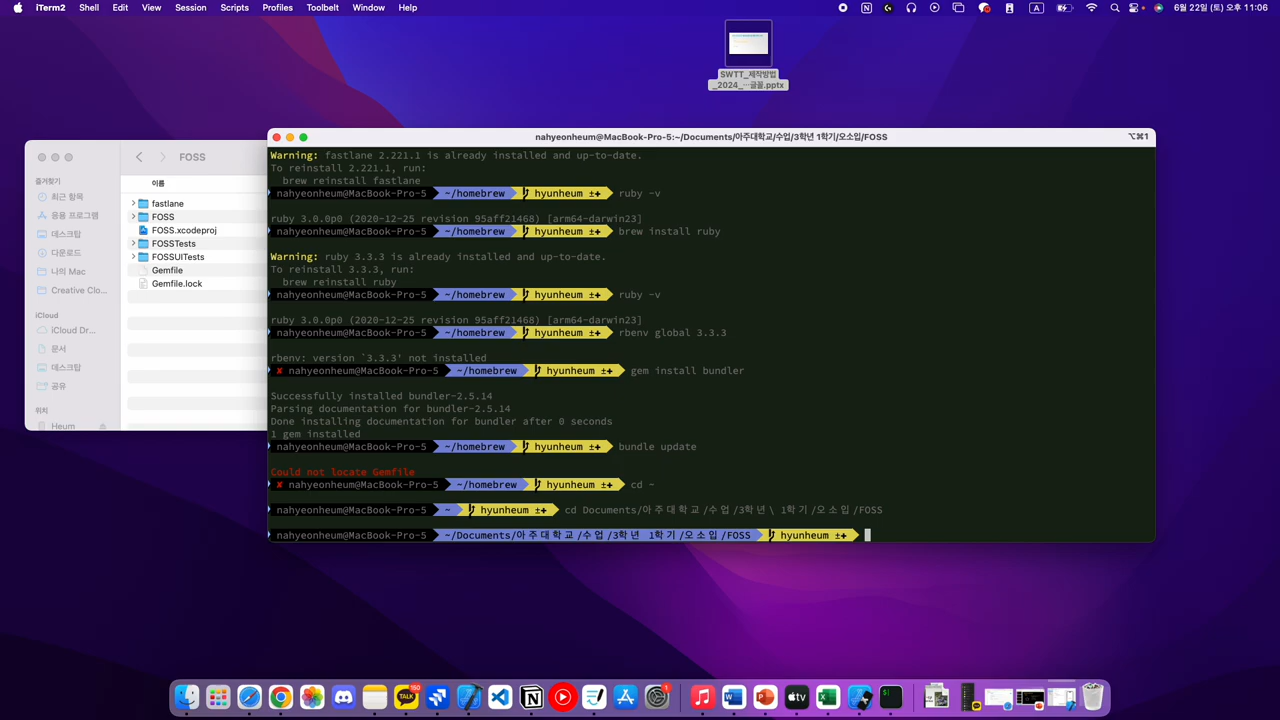 iTerm2 Shell Edit View Session Scripts Profiles Toolbelt Window Help
A
6월 22일 (토) 오후 11:06
SWTT_제작방법
_2024_…글꼴.pptx
nahyeonheum@MacBook-Pro-5:~/Documents/아주대학교/수업/3학년 1학기/오소입/FOSS
⌥⌘1
FOSS
즐겨찾기
최근 항목
응용 프로그램
데스크탑
다운로드
나의 Mac
Creative Clo...
iCloud
iCloud Dr...
문서
데스크탑
공유
위치
Heum
이름
fastlane
FOSS
FOSS.xcodeproj
FOSSTests
FOSSUITests
Gemfile
Gemfile.lock
Warning: fastlane 2.221.1 is already installed and up-to-date.
To reinstall 2.221.1, run:
brew reinstall fastlane
nahyeonheum@MacBook-Pro-5 ~/homebrew hyunheum ±✚ ruby -v
ruby 3.0.0p0 (2020-12-25 revision 95aff21468) [arm64-darwin23]
nahyeonheum@MacBook-Pro-5 ~/homebrew hyunheum ±✚ brew install ruby
Warning: ruby 3.3.3 is already installed and up-to-date.
To reinstall 3.3.3, run:
brew reinstall ruby
nahyeonheum@MacBook-Pro-5 ~/homebrew hyunheum ±✚ ruby -v
ruby 3.0.0p0 (2020-12-25 revision 95aff21468) [arm64-darwin23]
nahyeonheum@MacBook-Pro-5 ~/homebrew hyunheum ±✚ rbenv global 3.3.3
rbenv: version `3.3.3' not installed
✘ nahyeonheum@MacBook-Pro-5 ~/homebrew hyunheum ±✚ gem install bundler
Successfully installed bundler-2.5.14
Parsing documentation for bundler-2.5.14
Done installing documentation for bundler after 0 seconds
1 gem installed
nahyeonheum@MacBook-Pro-5 ~/homebrew hyunheum ±✚ bundle update
Could not locate Gemfile
✘ nahyeonheum@MacBook-Pro-5 ~/homebrew hyunheum ±✚ cd ~
nahyeonheum@MacBook-Pro-5 ~ hyunheum ±✚ cd Documents/아주대학교/수업/3학년\ 1학기/오소입/FOSS
nahyeonheum@MacBook-Pro-5 ~/Documents/아주대학교/수업/3학년 1학기/오소입/FOSS hyunheum ±✚
TALK
150
1
tv